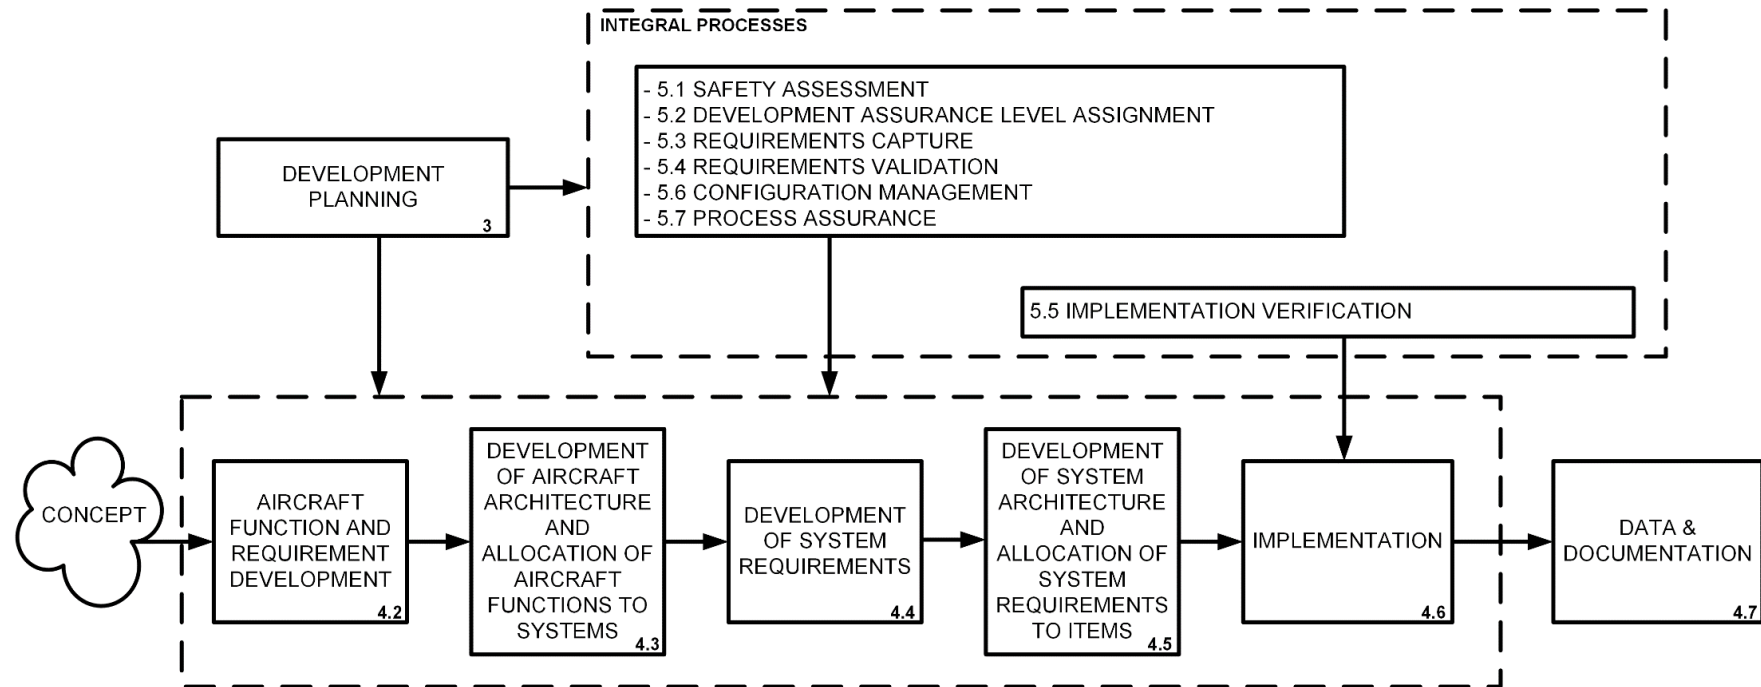 INTEGRAL PROCESSES
- 5.1 SAFETY ASSESSMENT
- 5.2 DEVELOPMENT ASSURANCE LEVEL ASSIGNMENT
- 5.3 REQUIREMENTS CAPTURE
- 5.4 REQUIREMENTS VALIDATION
- 5.6 CONFIGURATION MANAGEMENT
- 5.7 PROCESS ASSURANCE
DEVELOPMENT
PLANNING
3
5.5 IMPLEMENTATION VERIFICATION
CONCEPT
AIRCRAFT
FUNCTION AND
REQUIREMENT
DEVELOPMENT
4.2
DEVELOPMENT
OF AIRCRAFT
ARCHITECTURE
AND
ALLOCATION OF
AIRCRAFT
FUNCTIONS TO
SYSTEMS
4.3
DEVELOPMENT
OF SYSTEM
REQUIREMENTS
4.4
DEVELOPMENT
OF SYSTEM
ARCHITECTURE
AND
ALLOCATION OF
SYSTEM
REQUIREMENTS
TO ITEMS
4.5
IMPLEMENTATION
4.6
DATA &
DOCUMENTATION
4.7